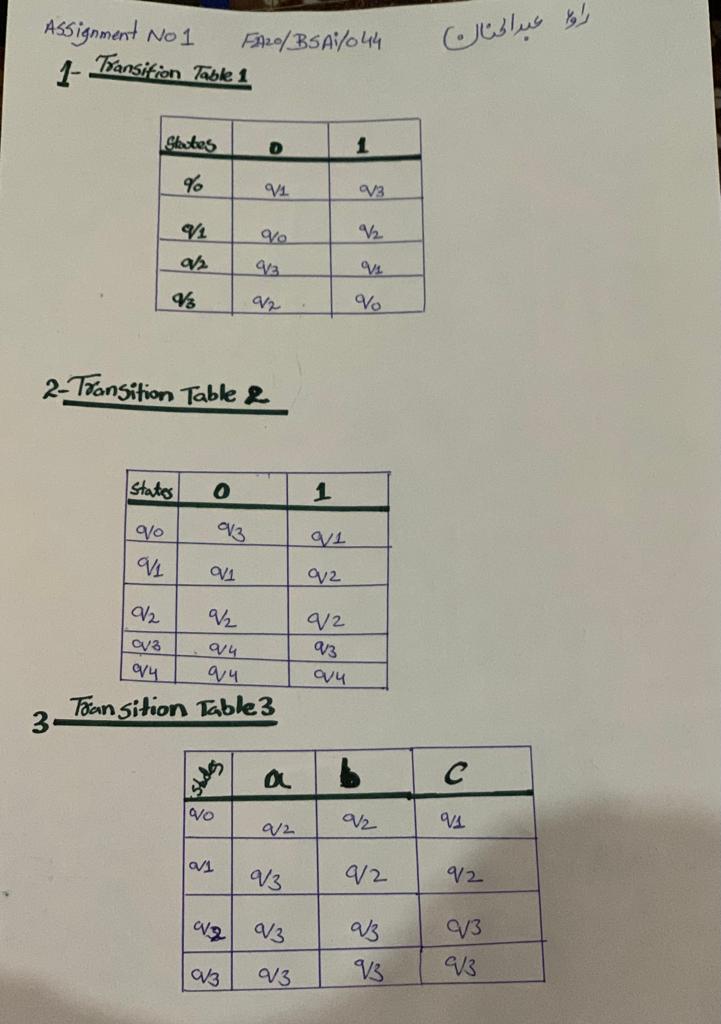 Assignment No 1 FA20/BSAi/044 راؤ عبدالحنان
1- Transition Table 1
States 0 1
q0 q1 q3
q1 q0 q2
q2 q3 q1
q3 q2 q0
2- Transition Table 2
States 0 1
q0 q3 q1
q1 q1 q2
q2 q2 q2
q3 q4 q3
q4 q4 q4
3 Transition Table 3
States a b c
q0 q2 q2 q1
q1 q3 q2 q2
q2 q3 q3 q3
q3 q3 q3 q3